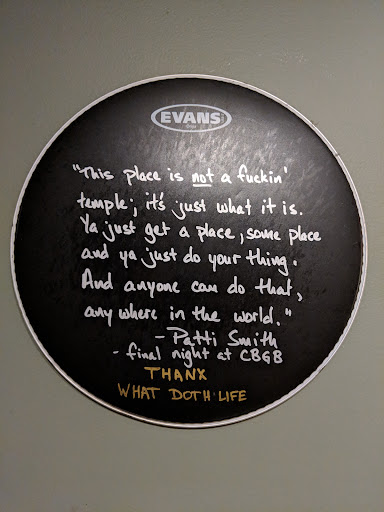 EVANS
"This place is not a fuckin'
temple; it's just what it is.
Ya just get a place, some place
and ya just do your thing.
And anyone can do that,
anywhere in the world."
- Patti Smith
- final night at CBGB
THANX
WHAT DOTH LIFE